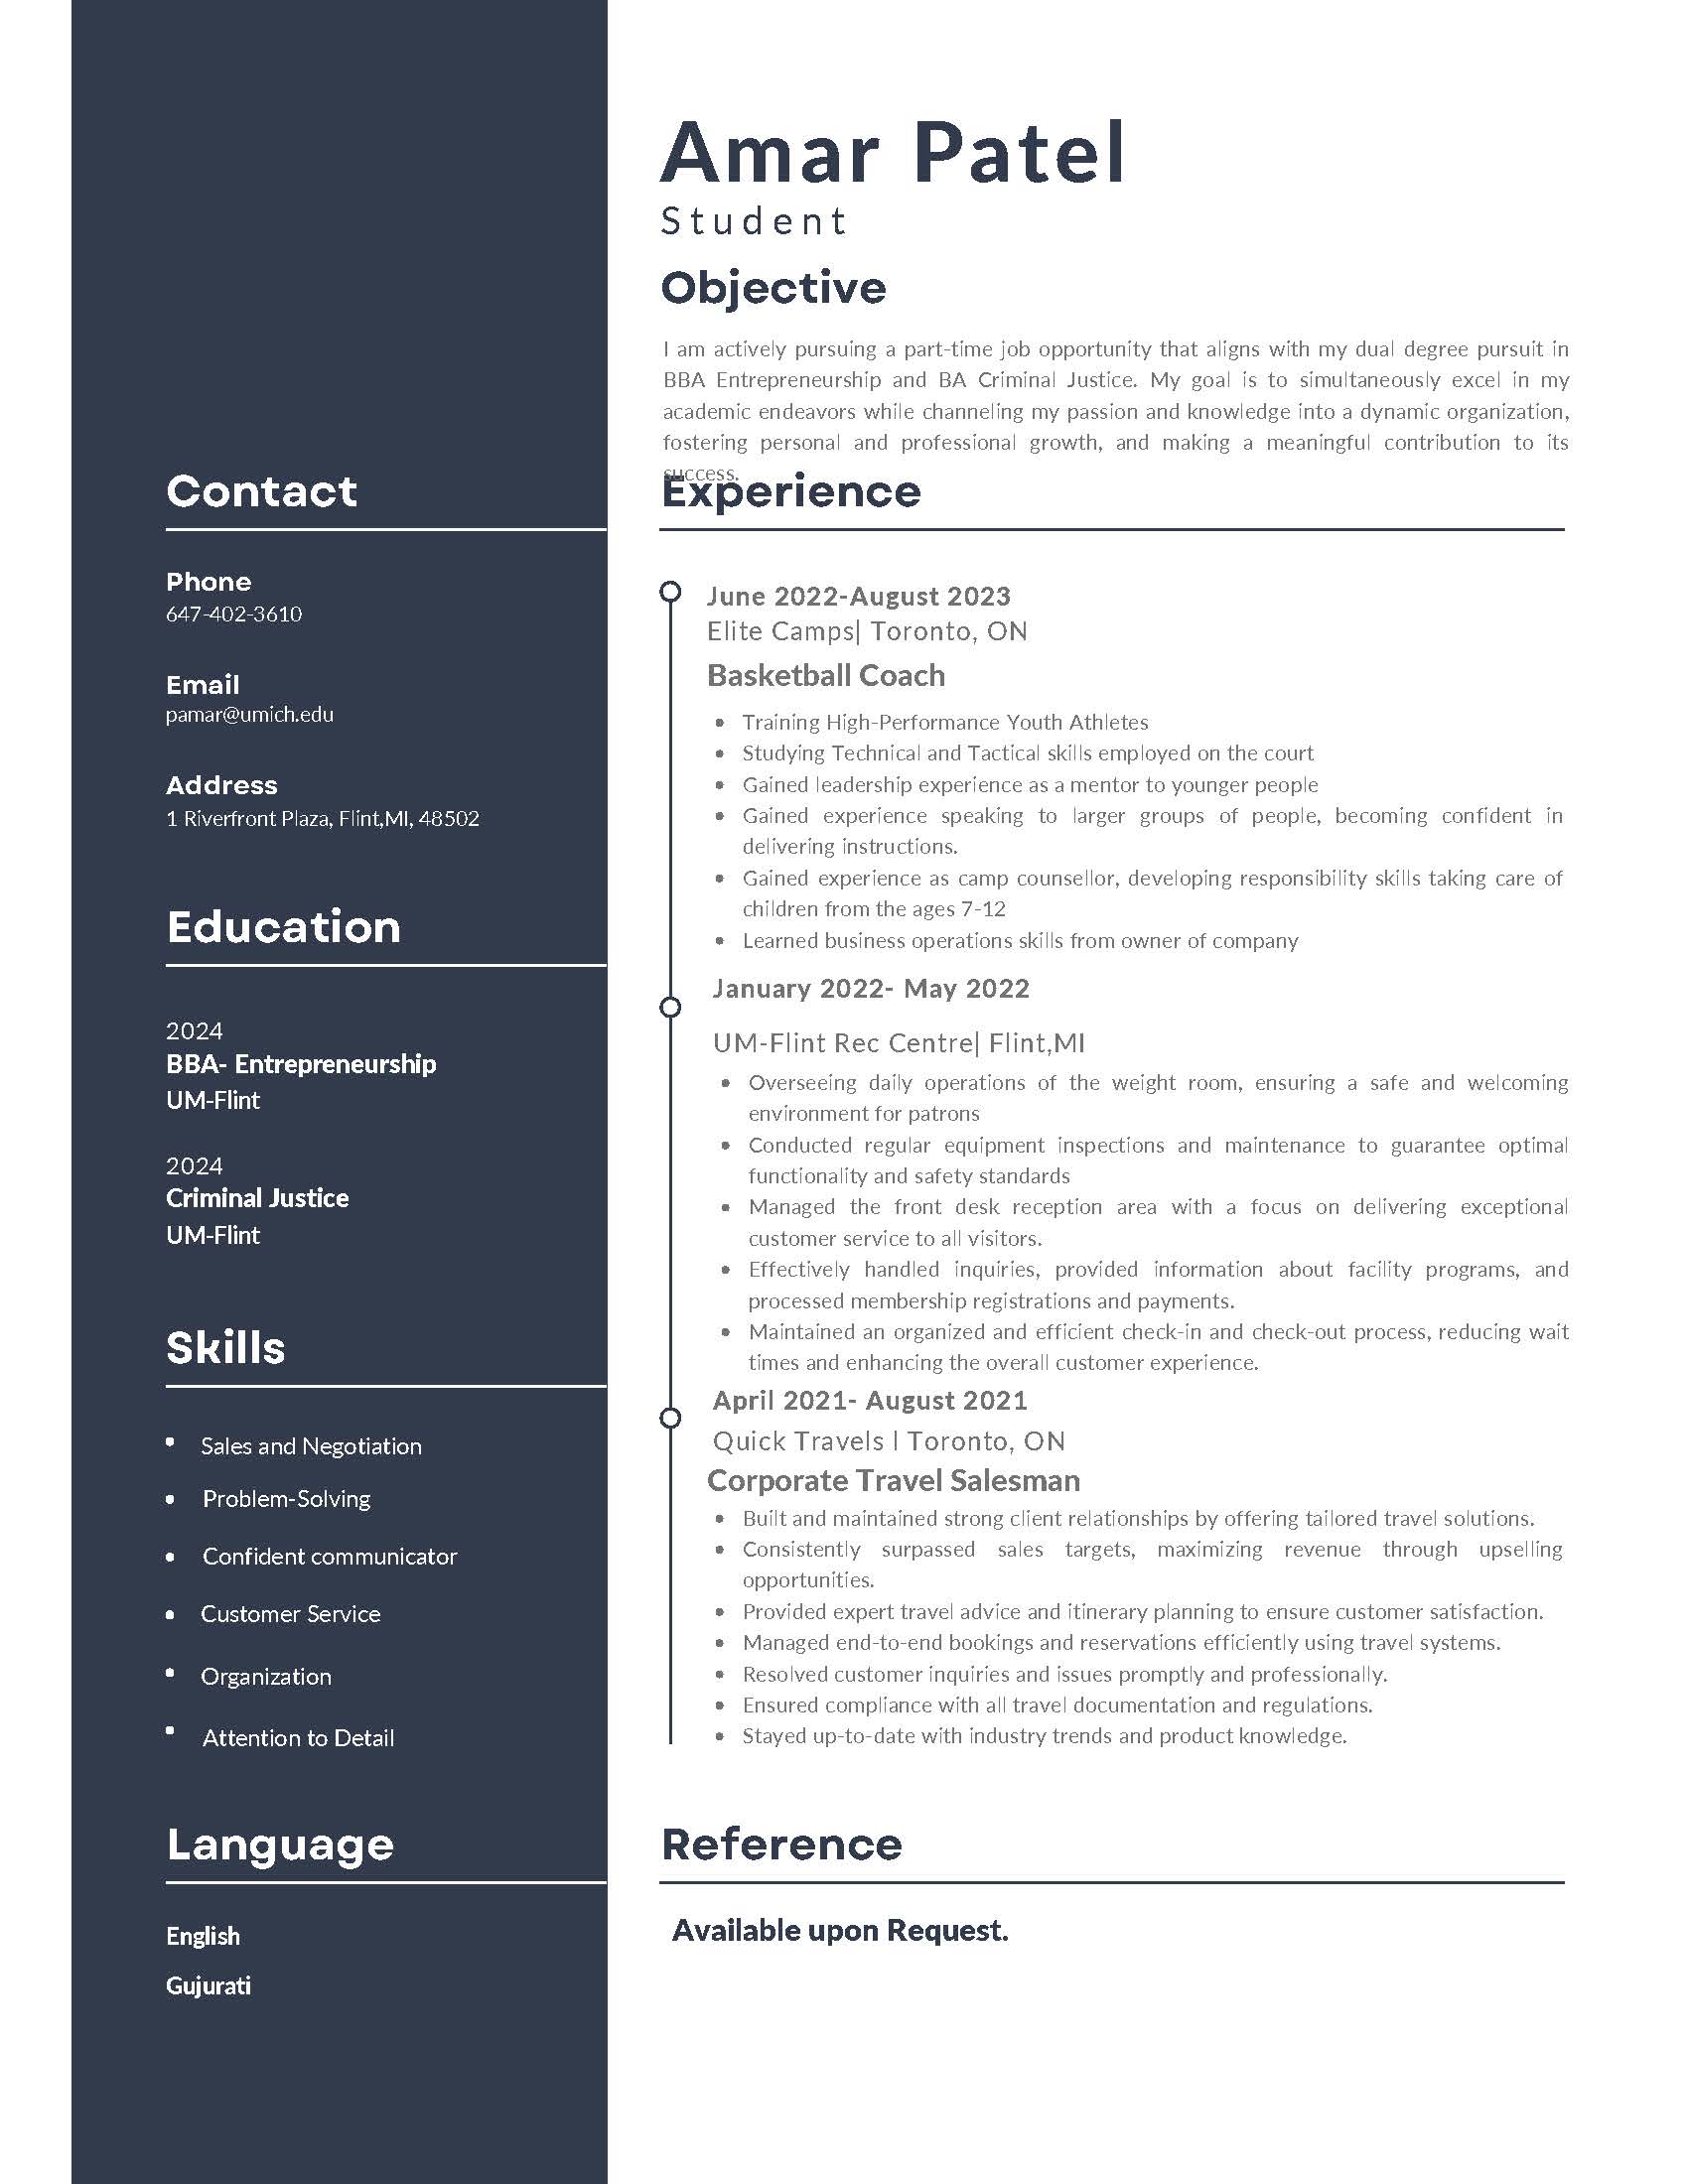 Amar Patel
Student
Objective
I am actively pursuing a part-time job opportunity that aligns with my dual degree pursuit in
BBA Entrepreneurship and BA Criminal Justice. My goal is to simultaneously excel in my
academic endeavors while channeling my passion and knowledge into a dynamic organization,
fostering personal and professional growth, and making a meaningful contribution to its
success.
Contact
Phone
647-402-3610
Email
pamar@umich.edu
Address
1 Riverfront Plaza, Flint,MI, 48502
Education
2024
BBA- Entrepreneurship
UM-Flint
2024
Criminal Justice
UM-Flint
Skills
• Sales and Negotiation
• Problem-Solving
• Confident communicator
• Customer Service
• Organization
• Attention to Detail
Language
English
Gujurati
Experience
June 2022-August 2023
Elite Camps| Toronto, ON
Basketball Coach
• Training High-Performance Youth Athletes
• Studying Technical and Tactical skills employed on the court
• Gained leadership experience as a mentor to younger people
• Gained experience speaking to larger groups of people, becoming confident in
delivering instructions.
• Gained experience as camp counsellor, developing responsibility skills taking care of
children from the ages 7-12
• Learned business operations skills from owner of company
January 2022- May 2022
UM-Flint Rec Centre| Flint,MI
• Overseeing daily operations of the weight room, ensuring a safe and welcoming
environment for patrons
• Conducted regular equipment inspections and maintenance to guarantee optimal
functionality and safety standards
• Managed the front desk reception area with a focus on delivering exceptional
customer service to all visitors.
• Effectively handled inquiries, provided information about facility programs, and
processed membership registrations and payments.
• Maintained an organized and efficient check-in and check-out process, reducing wait
times and enhancing the overall customer experience.
April 2021- August 2021
Quick Travels l Toronto, ON
Corporate Travel Salesman
• Built and maintained strong client relationships by offering tailored travel solutions.
• Consistently surpassed sales targets, maximizing revenue through upselling
opportunities.
• Provided expert travel advice and itinerary planning to ensure customer satisfaction.
• Managed end-to-end bookings and reservations efficiently using travel systems.
• Resolved customer inquiries and issues promptly and professionally.
• Ensured compliance with all travel documentation and regulations.
• Stayed up-to-date with industry trends and product knowledge.
Reference
Available upon Request.